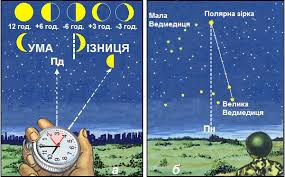 12 год. +6 год. -6 год. +3 год. -3 год.
СУМА РІЗНИЦЯ
Пд
а
Мала
Ведмедиця
Полярна зірка
Велика
Ведмедиця
Пн
б